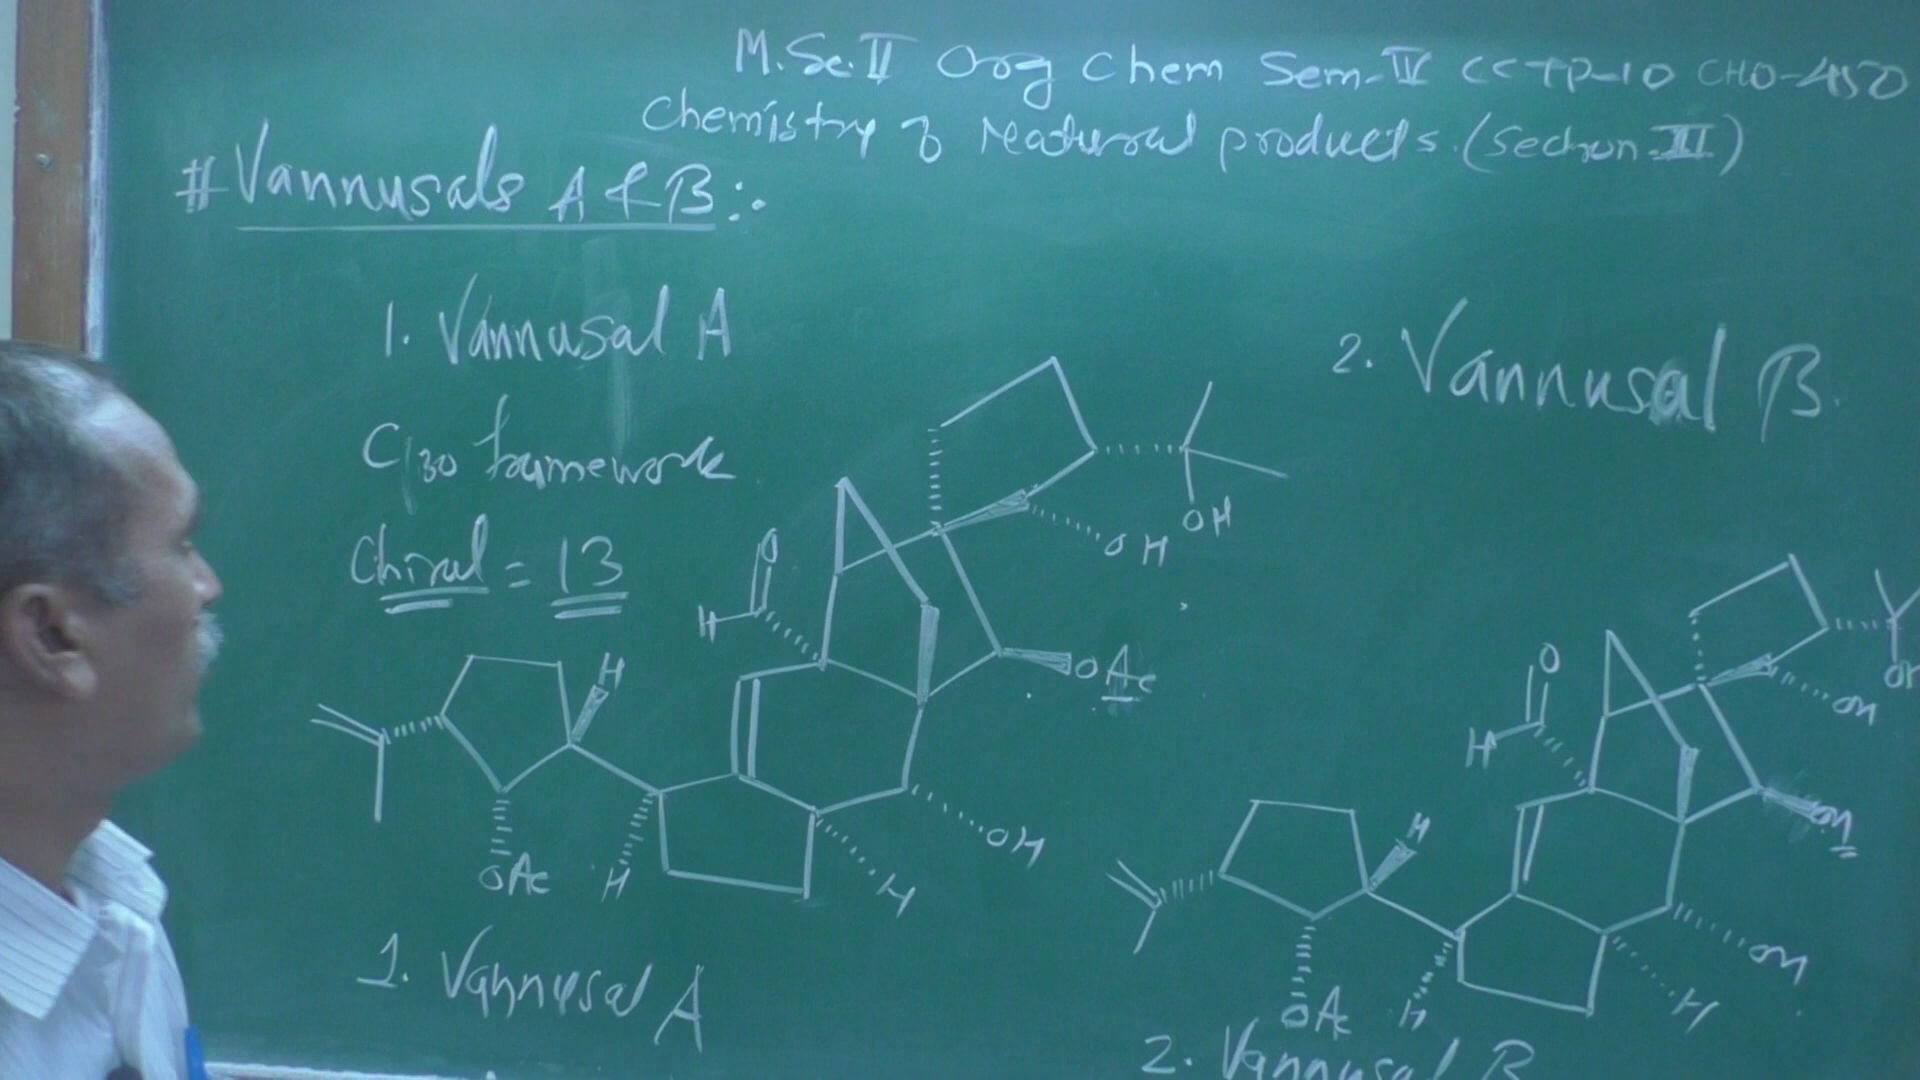 M.Sc.II Org Chem Sem-IV CCTP-10 CHO-450
Chemistry of Natural products. (Section-III)
# Vannusals A & B :-
1. Vannusal A
C30 framework
Chiral = 13
2. Vannusal B.
OH
OH
O
H
OAc
H
OAc
H
H
OH
1. Vannusal A
OH
OH
O
H
OH
H
OAc
H
H
OH
2. Vannusal B